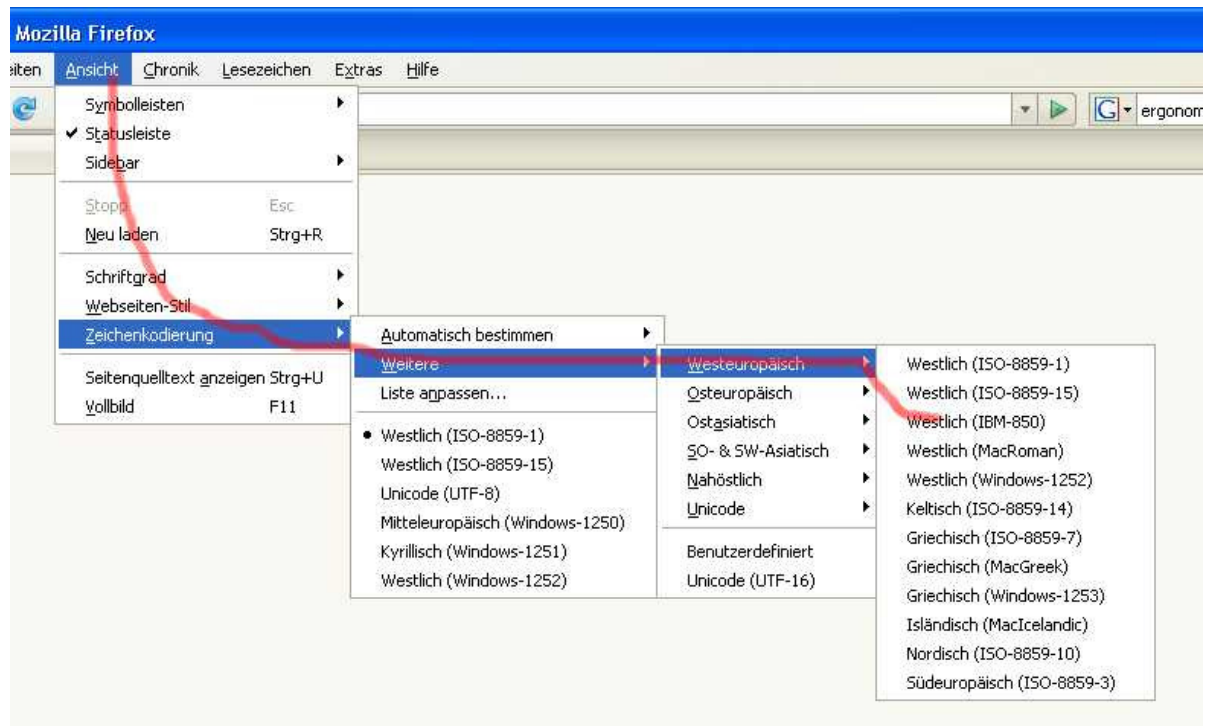 Mozilla Firefox
eiten Ansicht Chronik Lesezeichen Extras Hilfe
G ergonom
Symbolleisten
Statusleiste
Sidebar
Stopp Esc
Neu laden Strg+R
Schriftgrad
Webseiten-Stil
Zeichenkodierung
Seitenquelltext anzeigen Strg+U
Vollbild F11
Automatisch bestimmen
Weitere
Liste anpassen...
Westlich (ISO-8859-1)
Westlich (ISO-8859-15)
Unicode (UTF-8)
Mitteleuropäisch (Windows-1250)
Kyrillisch (Windows-1251)
Westlich (Windows-1252)
Westeuropäisch
Osteuropäisch
Ostasiatisch
SO- & SW-Asiatisch
Nahöstlich
Unicode
Benutzerdefiniert
Unicode (UTF-16)
Westlich (ISO-8859-1)
Westlich (ISO-8859-15)
Westlich (IBM-850)
Westlich (MacRoman)
Westlich (Windows-1252)
Keltisch (ISO-8859-14)
Griechisch (ISO-8859-7)
Griechisch (MacGreek)
Griechisch (Windows-1253)
Isländisch (MacIcelandic)
Nordisch (ISO-8859-10)
Südeuropäisch (ISO-8859-3)